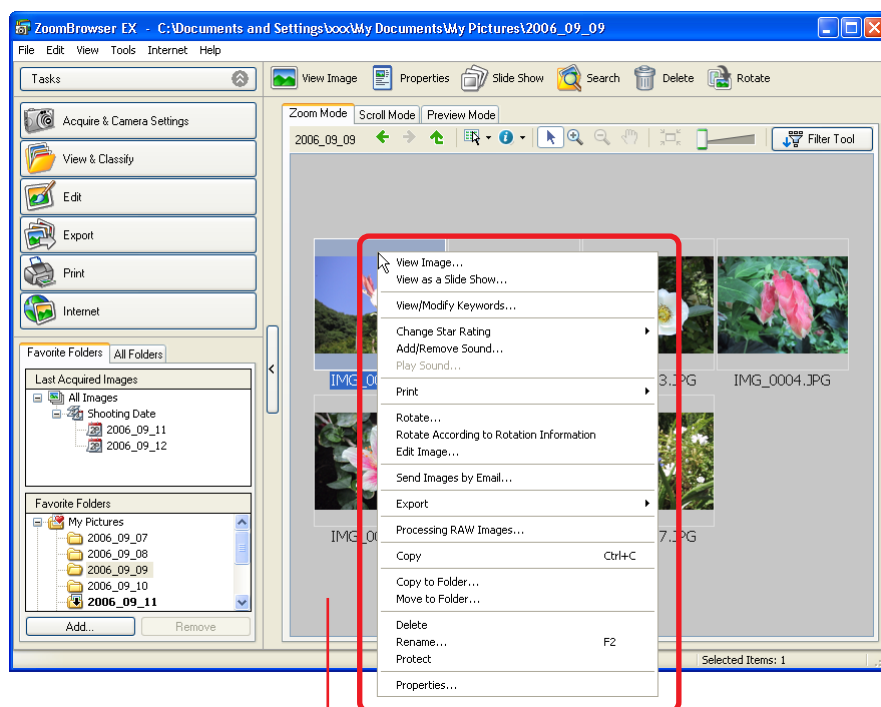 ZoomBrowser EX - C:\Documents and Settings\xxx\My Documents\My Pictures\2006_09_09
File Edit View Tools Internet Help
Tasks
View Image Properties Slide Show Search Delete Rotate
Acquire & Camera Settings
View & Classify
Edit
Export
Print
Internet
Zoom Mode Scroll Mode Preview Mode
2006_09_09
Filter Tool
Favorite Folders All Folders
Last Acquired Images
All Images
Shooting Date
2006_09_11
2006_09_12
Favorite Folders
My Pictures
2006_09_07
2006_09_08
2006_09_09
2006_09_10
2006_09_11
Add... Remove
IMG_00
3.JPG
IMG_0004.JPG
IMG_00
7.JPG
View Image...
View as a Slide Show...
View/Modify Keywords...
Change Star Rating
Add/Remove Sound...
Play Sound...
Print
Rotate...
Rotate According to Rotation Information
Edit Image...
Send Images by Email...
Export
Processing RAW Images...
Copy Ctrl+C
Copy to Folder...
Move to Folder...
Delete
Rename... F2
Protect
Properties...
Selected Items: 1